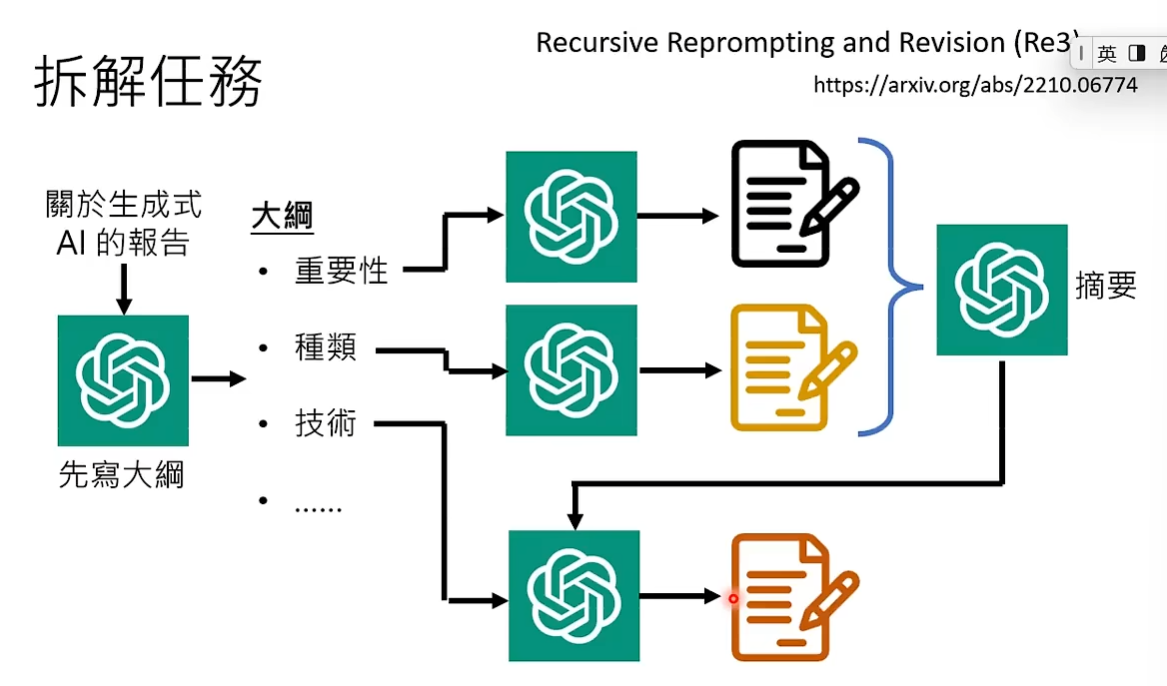 Recursive Reprompting and Revision (Re3)
英
拆解任務
https://arxiv.org/abs/2210.06774
關於生成式
AI 的報告
大綱
• 重要性
• 種類
• 技術
• ......
先寫大綱
摘要